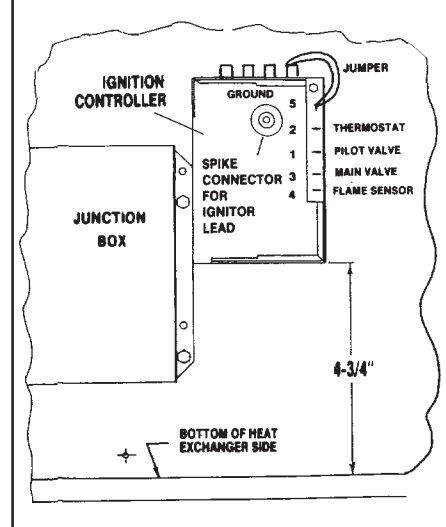 JUMPER
IGNITION
CONTROLLER
GROUND
5
2 THERMOSTAT
1 PILOT VALVE
3 MAIN VALVE
4 FLAME SENSOR
SPIKE
CONNECTOR
FOR
IGNITOR
LEAD
JUNCTION
BOX
4-3/4"
BOTTOM OF HEAT
EXCHANGER SIDE